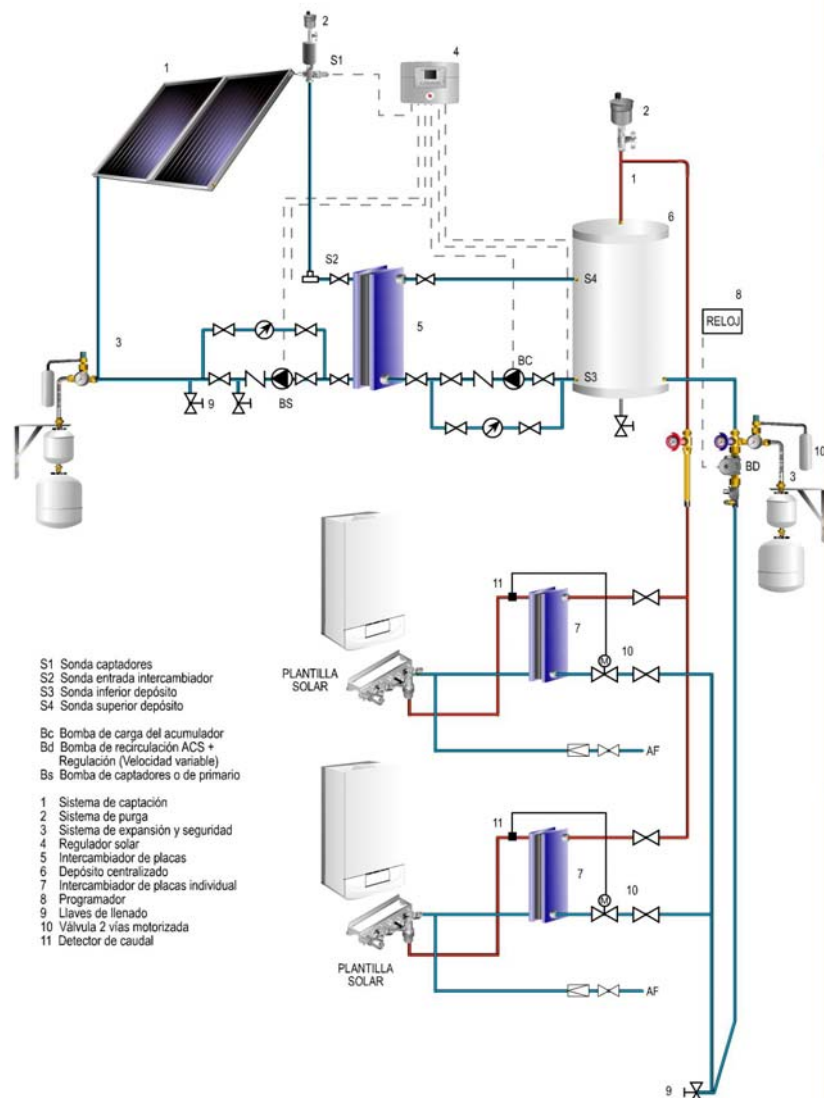 2
S1
4
1
2
1
6
S2
S4
8
RELOJ
5
3
BC
S3
9
BS
BD
10
3
11
7
10
PLANTILLA
SOLAR
AF
S1 Sonda captadores
S2 Sonda entrada intercambiador
S3 Sonda inferior depósito
S4 Sonda superior depósito
Bc Bomba de carga del acumulador
Bd Bomba de recirculación ACS +
Regulación (Velocidad variable)
Bs Bomba de captadores o de primario
1 Sistema de captación
2 Sistema de purga
3 Sistema de expansión y seguridad
4 Regulador solar
5 Intercambiador de placas
6 Depósito centralizado
7 Intercambiador de placas individual
8 Programador
9 Llaves de llenado
10 Válvula 2 vías motorizada
11 Detector de caudal
M
11
7
M
10
PLANTILLA
SOLAR
AF
9